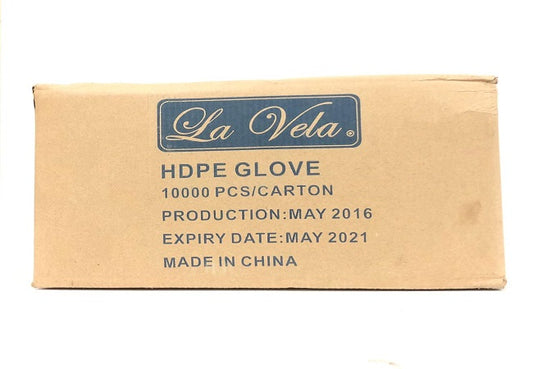 La Vela ®
HDPE GLOVE
10000 PCS/CARTON
PRODUCTION:MAY 2016
EXPIRY DATE:MAY 2021
MADE IN CHINA